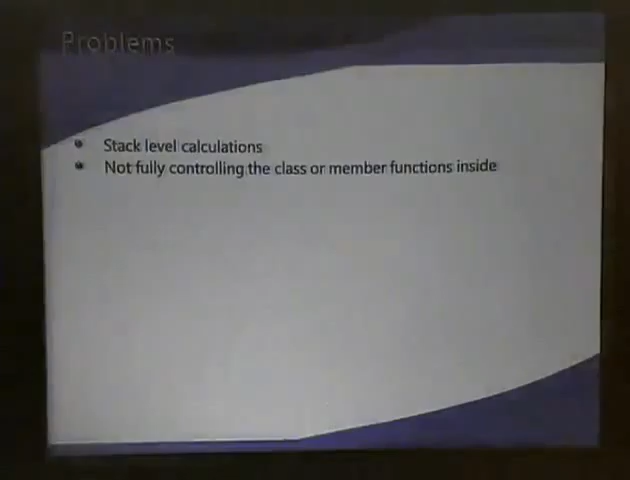 Problems
Stack level calculations
Not fully controlling the class or member functions inside